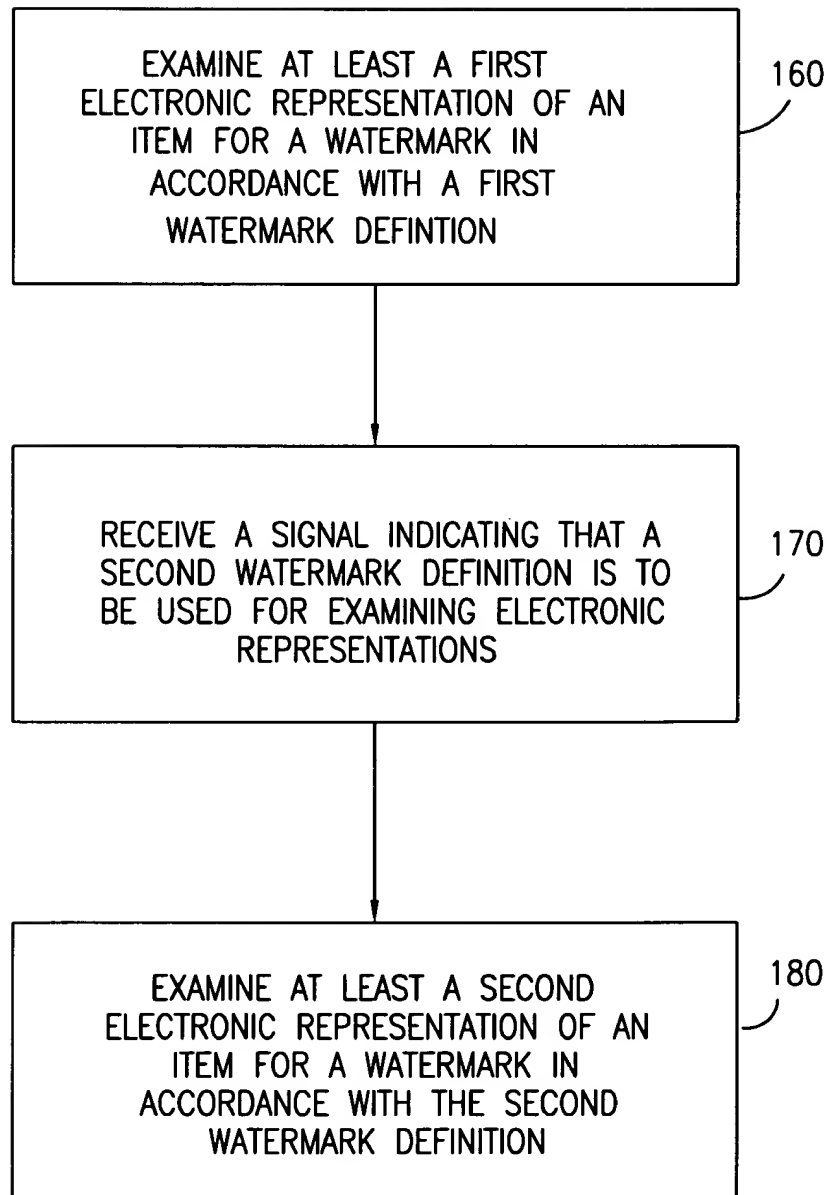 EXAMINE AT LEAST A FIRST
ELECTRONIC REPRESENTATION OF AN
ITEM FOR A WATERMARK IN
ACCORDANCE WITH A FIRST
WATERMARK DEFINTION
160
RECEIVE A SIGNAL INDICATING THAT A
SECOND WATERMARK DEFINITION IS TO
BE USED FOR EXAMINING ELECTRONIC
REPRESENTATIONS
170
EXAMINE AT LEAST A SECOND
ELECTRONIC REPRESENTATION OF AN
ITEM FOR A WATERMARK IN
ACCORDANCE WITH THE SECOND
WATERMARK DEFINITION
180